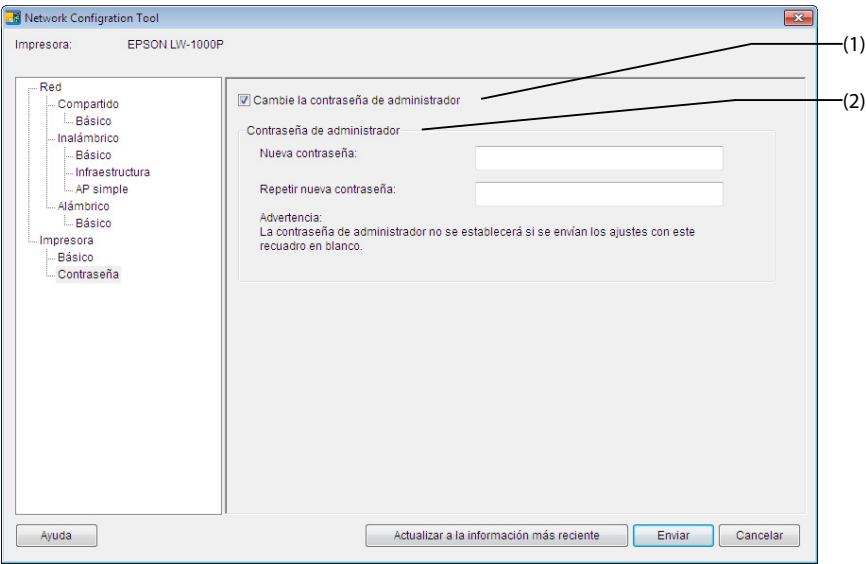 Network Configration Tool
Impresora: EPSON LW-1000P
(1)
(2)
Red
Compartido
Básico
Inalámbrico
Básico
Infraestructura
AP simple
Alámbrico
Básico
Impresora
Básico
Contraseña
Cambie la contraseña de administrador
Contraseña de administrador
Nueva contraseña:
Repetir nueva contraseña:
Advertencia:
La contraseña de administrador no se establecerá si se envían los ajustes con este
recuadro en blanco.
Ayuda
Actualizar a la información más reciente
Enviar
Cancelar